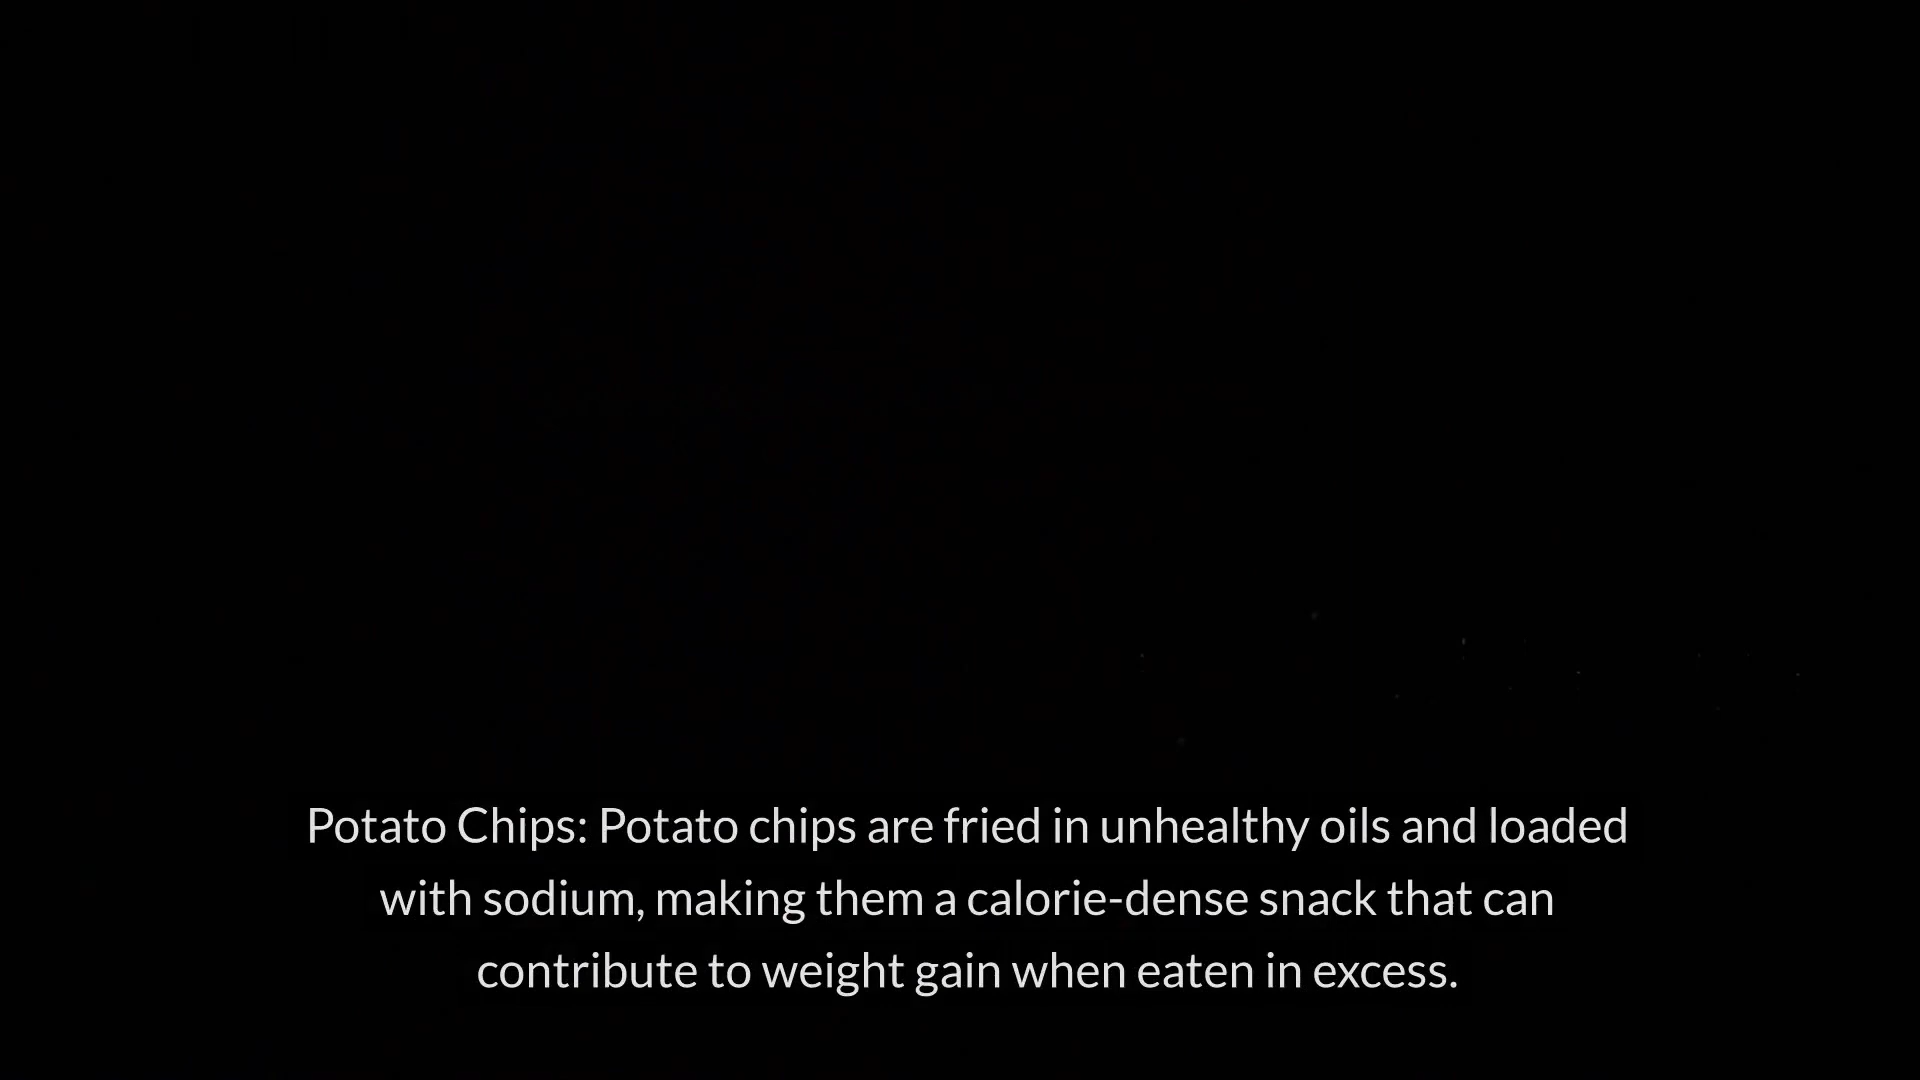 Potato Chips: Potato chips are fried in unhealthy oils and loaded
with sodium, making them a calorie-dense snack that can
contribute to weight gain when eaten in excess.